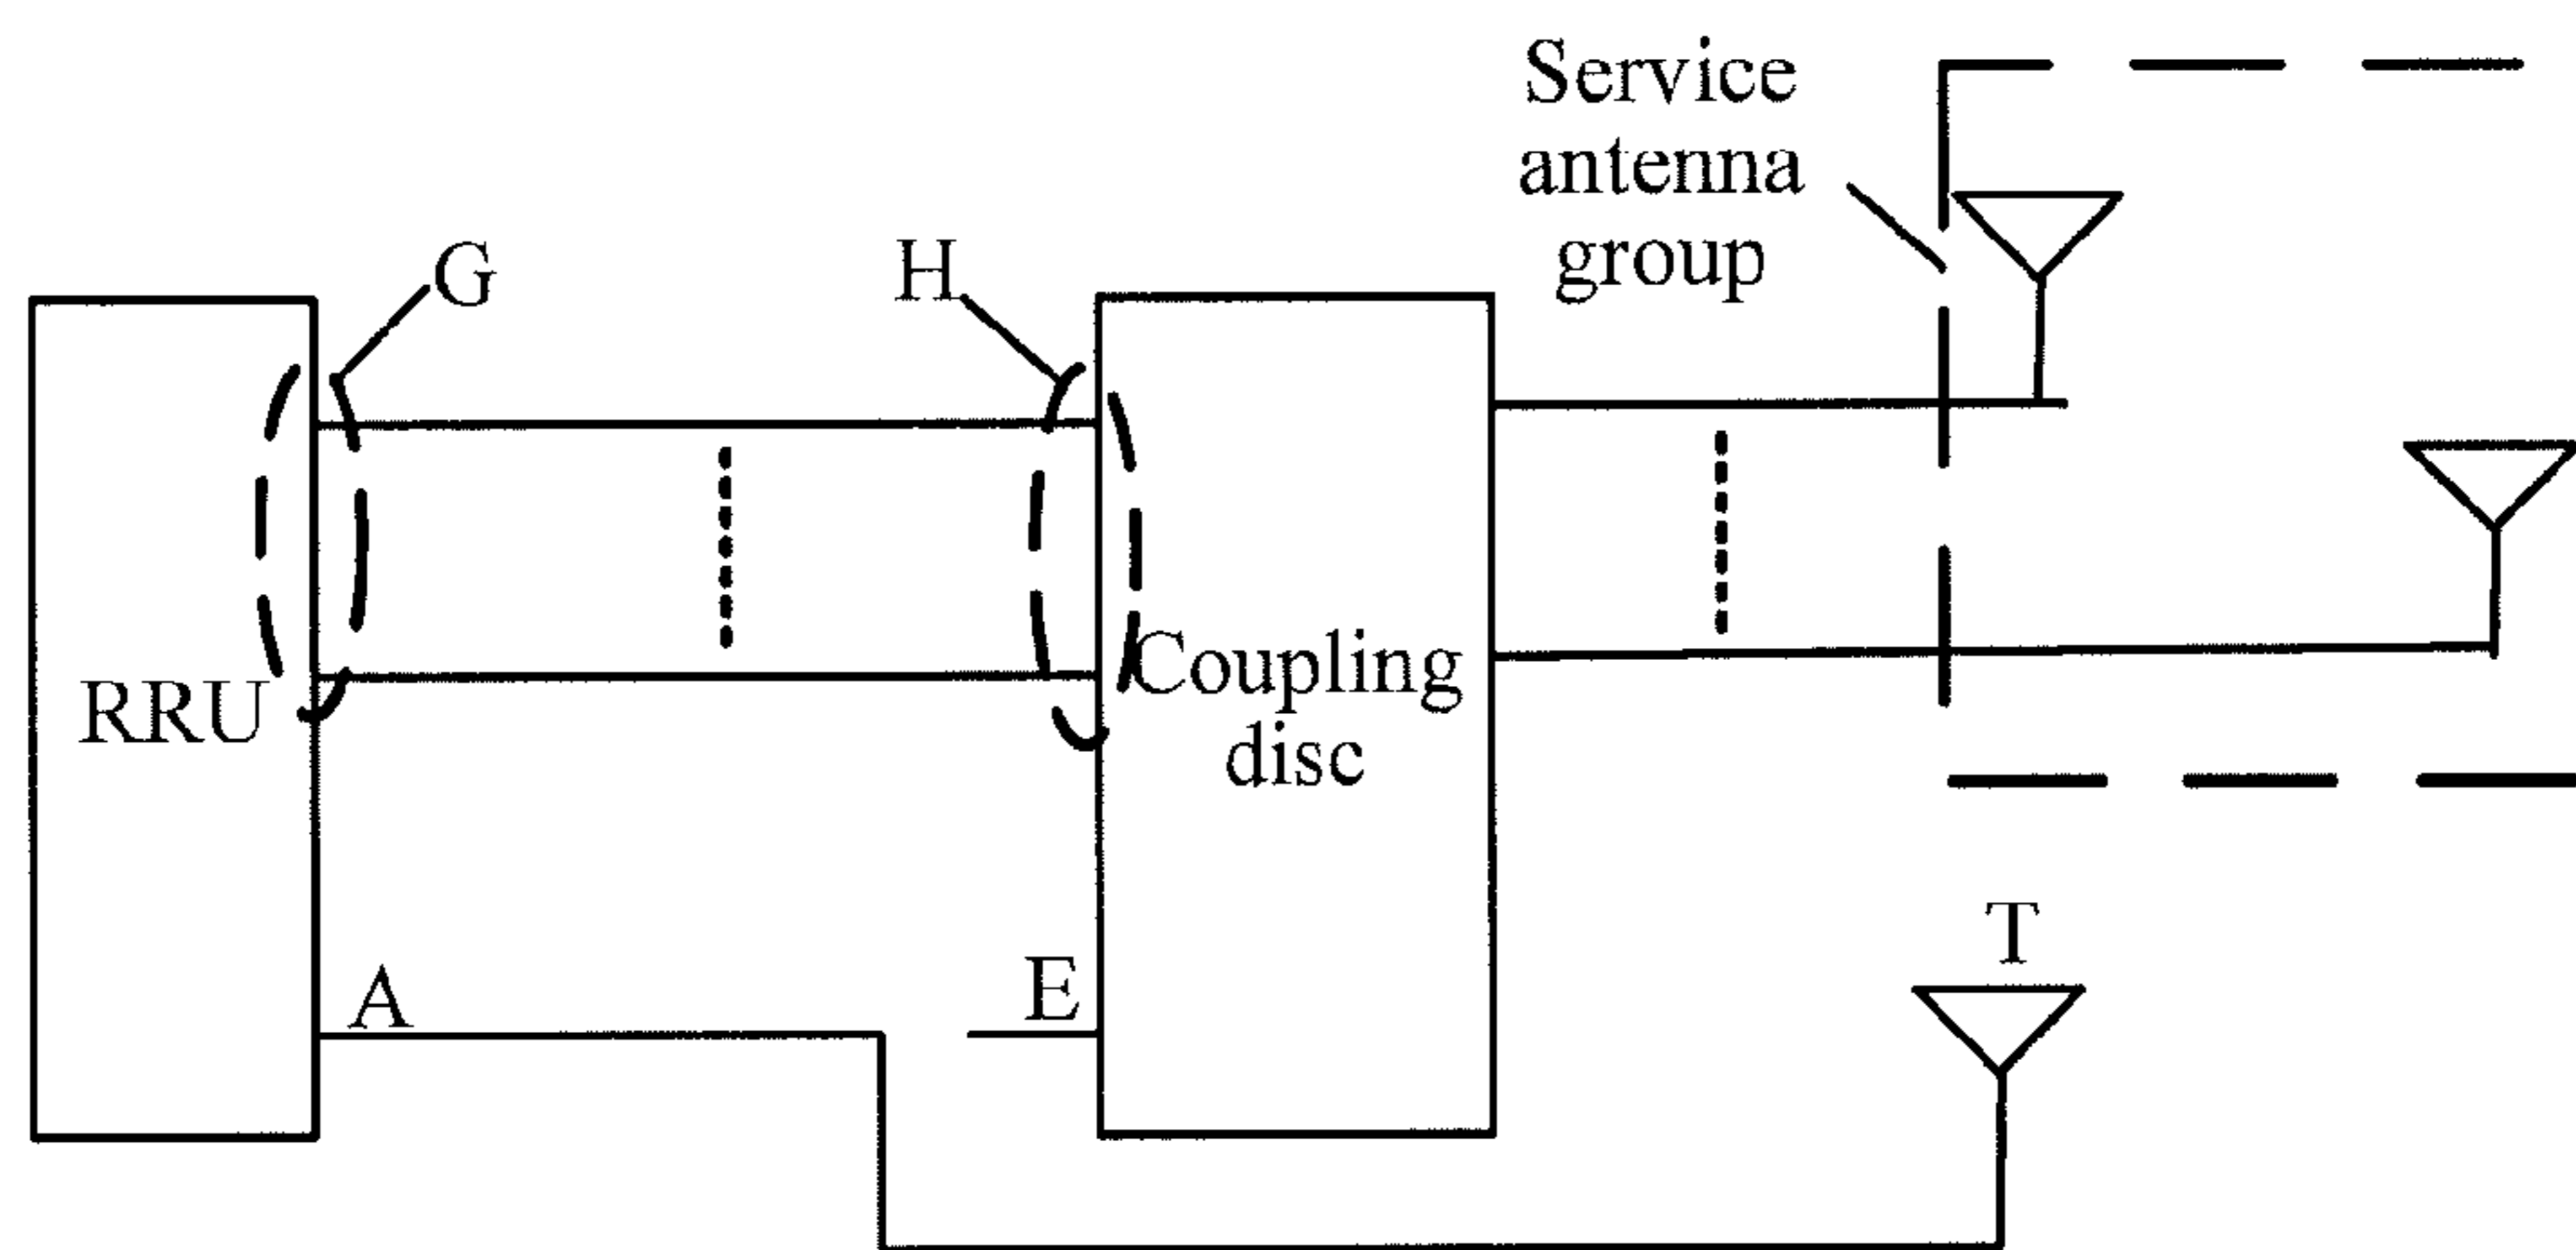 Service
antenna
group
G
H
RRU
Coupling
disc
A
E
T